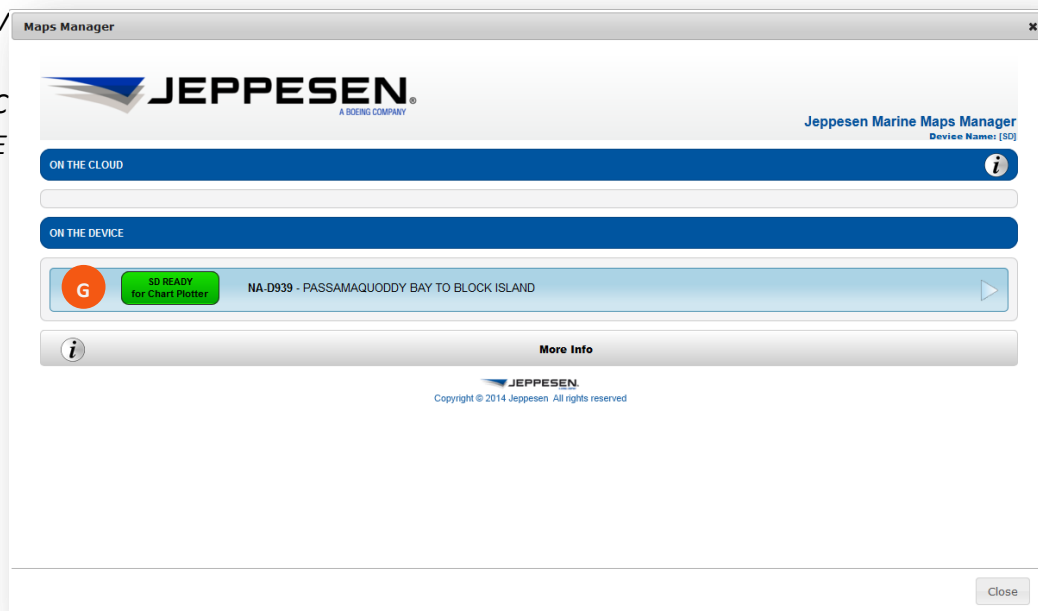 Maps Manager
JEPPESEN®
A BOEING COMPANY
Jeppesen Marine Maps Manager
Device Name: [SD]
ON THE CLOUD
i
ON THE DEVICE
G
SD READY
for Chart Plotter
NA-D939 - PASSAMAQUODDY BAY TO BLOCK ISLAND
i
More Info
JEPPESEN.
Copyright © 2014 Jeppesen All rights reserved
Close